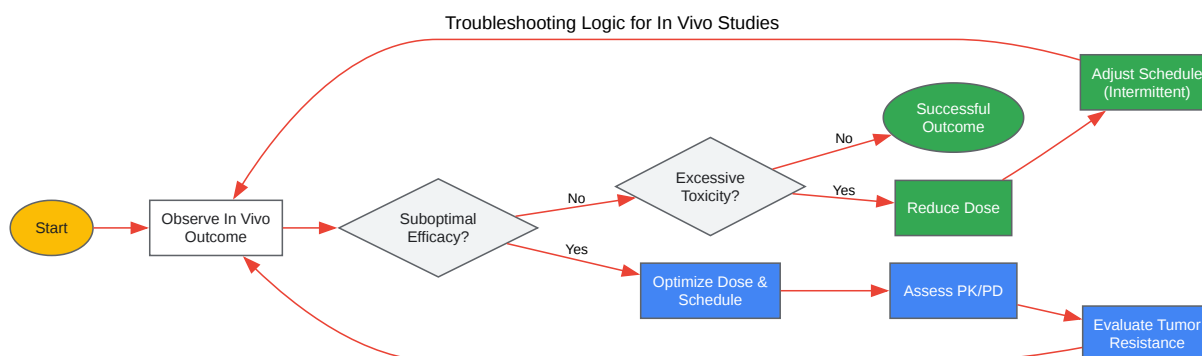 Troubleshooting Logic for In Vivo Studies
Adjust Schedule
(Intermittent)
Successful
Outcome
No
Excessive
Toxicity?
Yes
Reduce Dose
No
Start
Observe In Vivo
Outcome
Suboptimal
Efficacy?
Yes
Optimize Dose &
Schedule
Assess PK/PD
Evaluate Tumor
Resistance